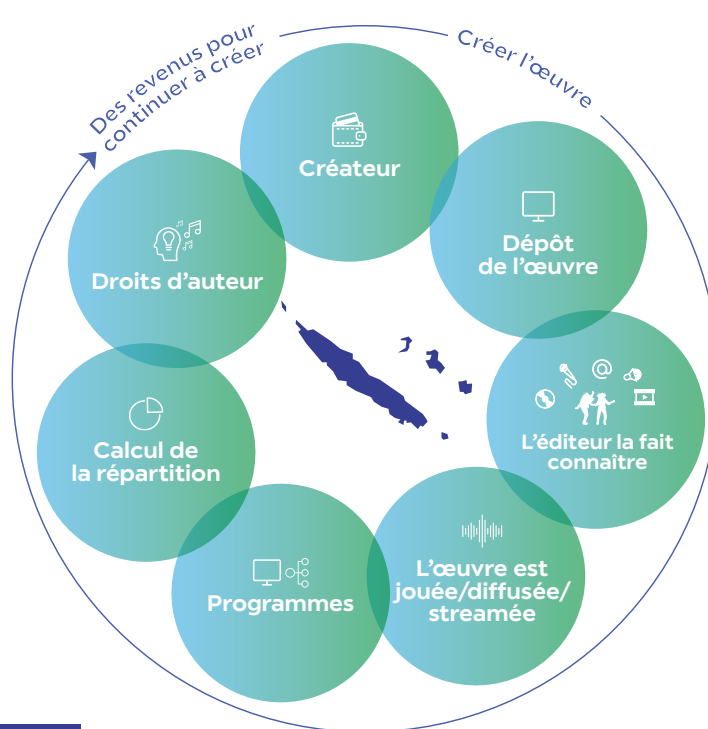 Des revenus pour
continuer à créer
Créer l'œuvre
Créateur
Dépôt
de l'œuvre
L'éditeur la fait
connaître
L'œuvre est
jouée/diffusée/
streamée
Programmes
Calcul de
la répartition
Droits d'auteur
@